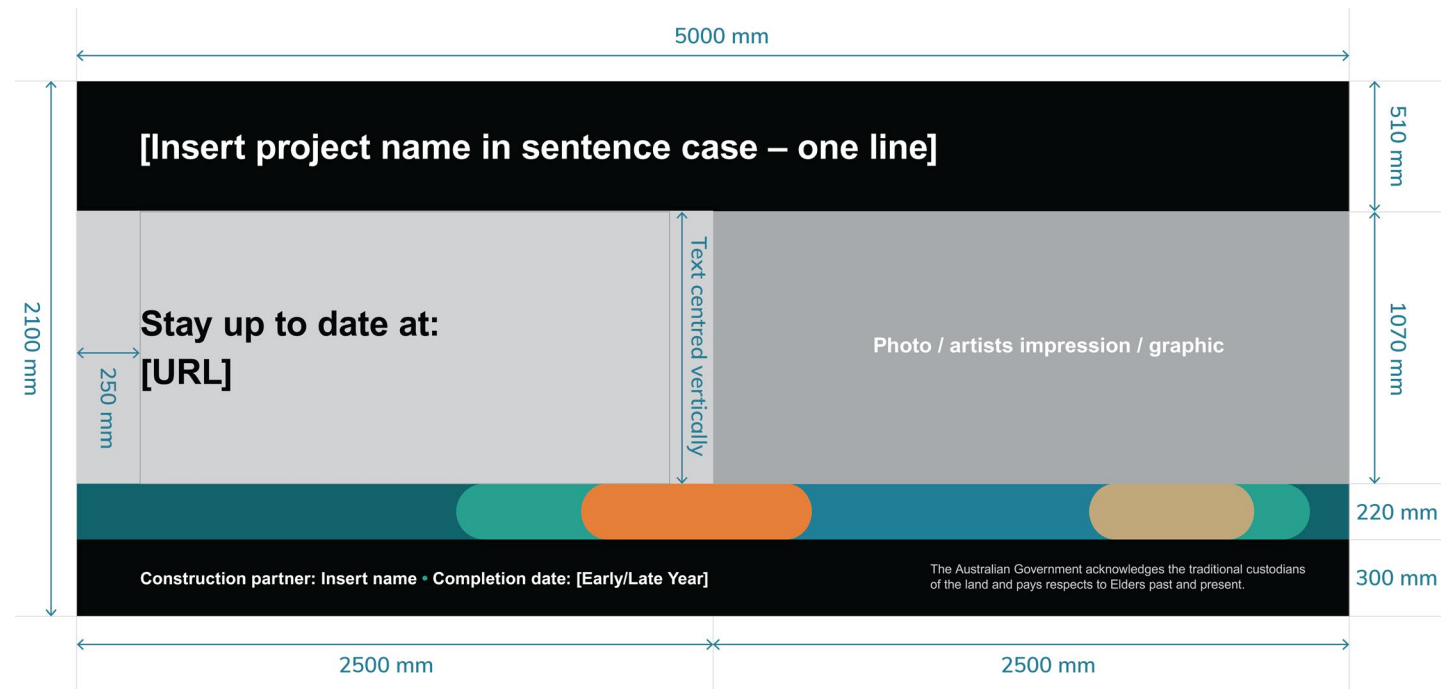 5000 mm
[Insert project name in sentence case – one line]
510 mm
2100 mm
250 mm
Stay up to date at:
[URL]
Text centred vertically
Photo / artists impression / graphic
1070 mm
220 mm
Construction partner: Insert name • Completion date: [Early/Late Year]
The Australian Government acknowledges the traditional custodians
of the land and pays respects to Elders past and present.
300 mm
2500 mm
2500 mm